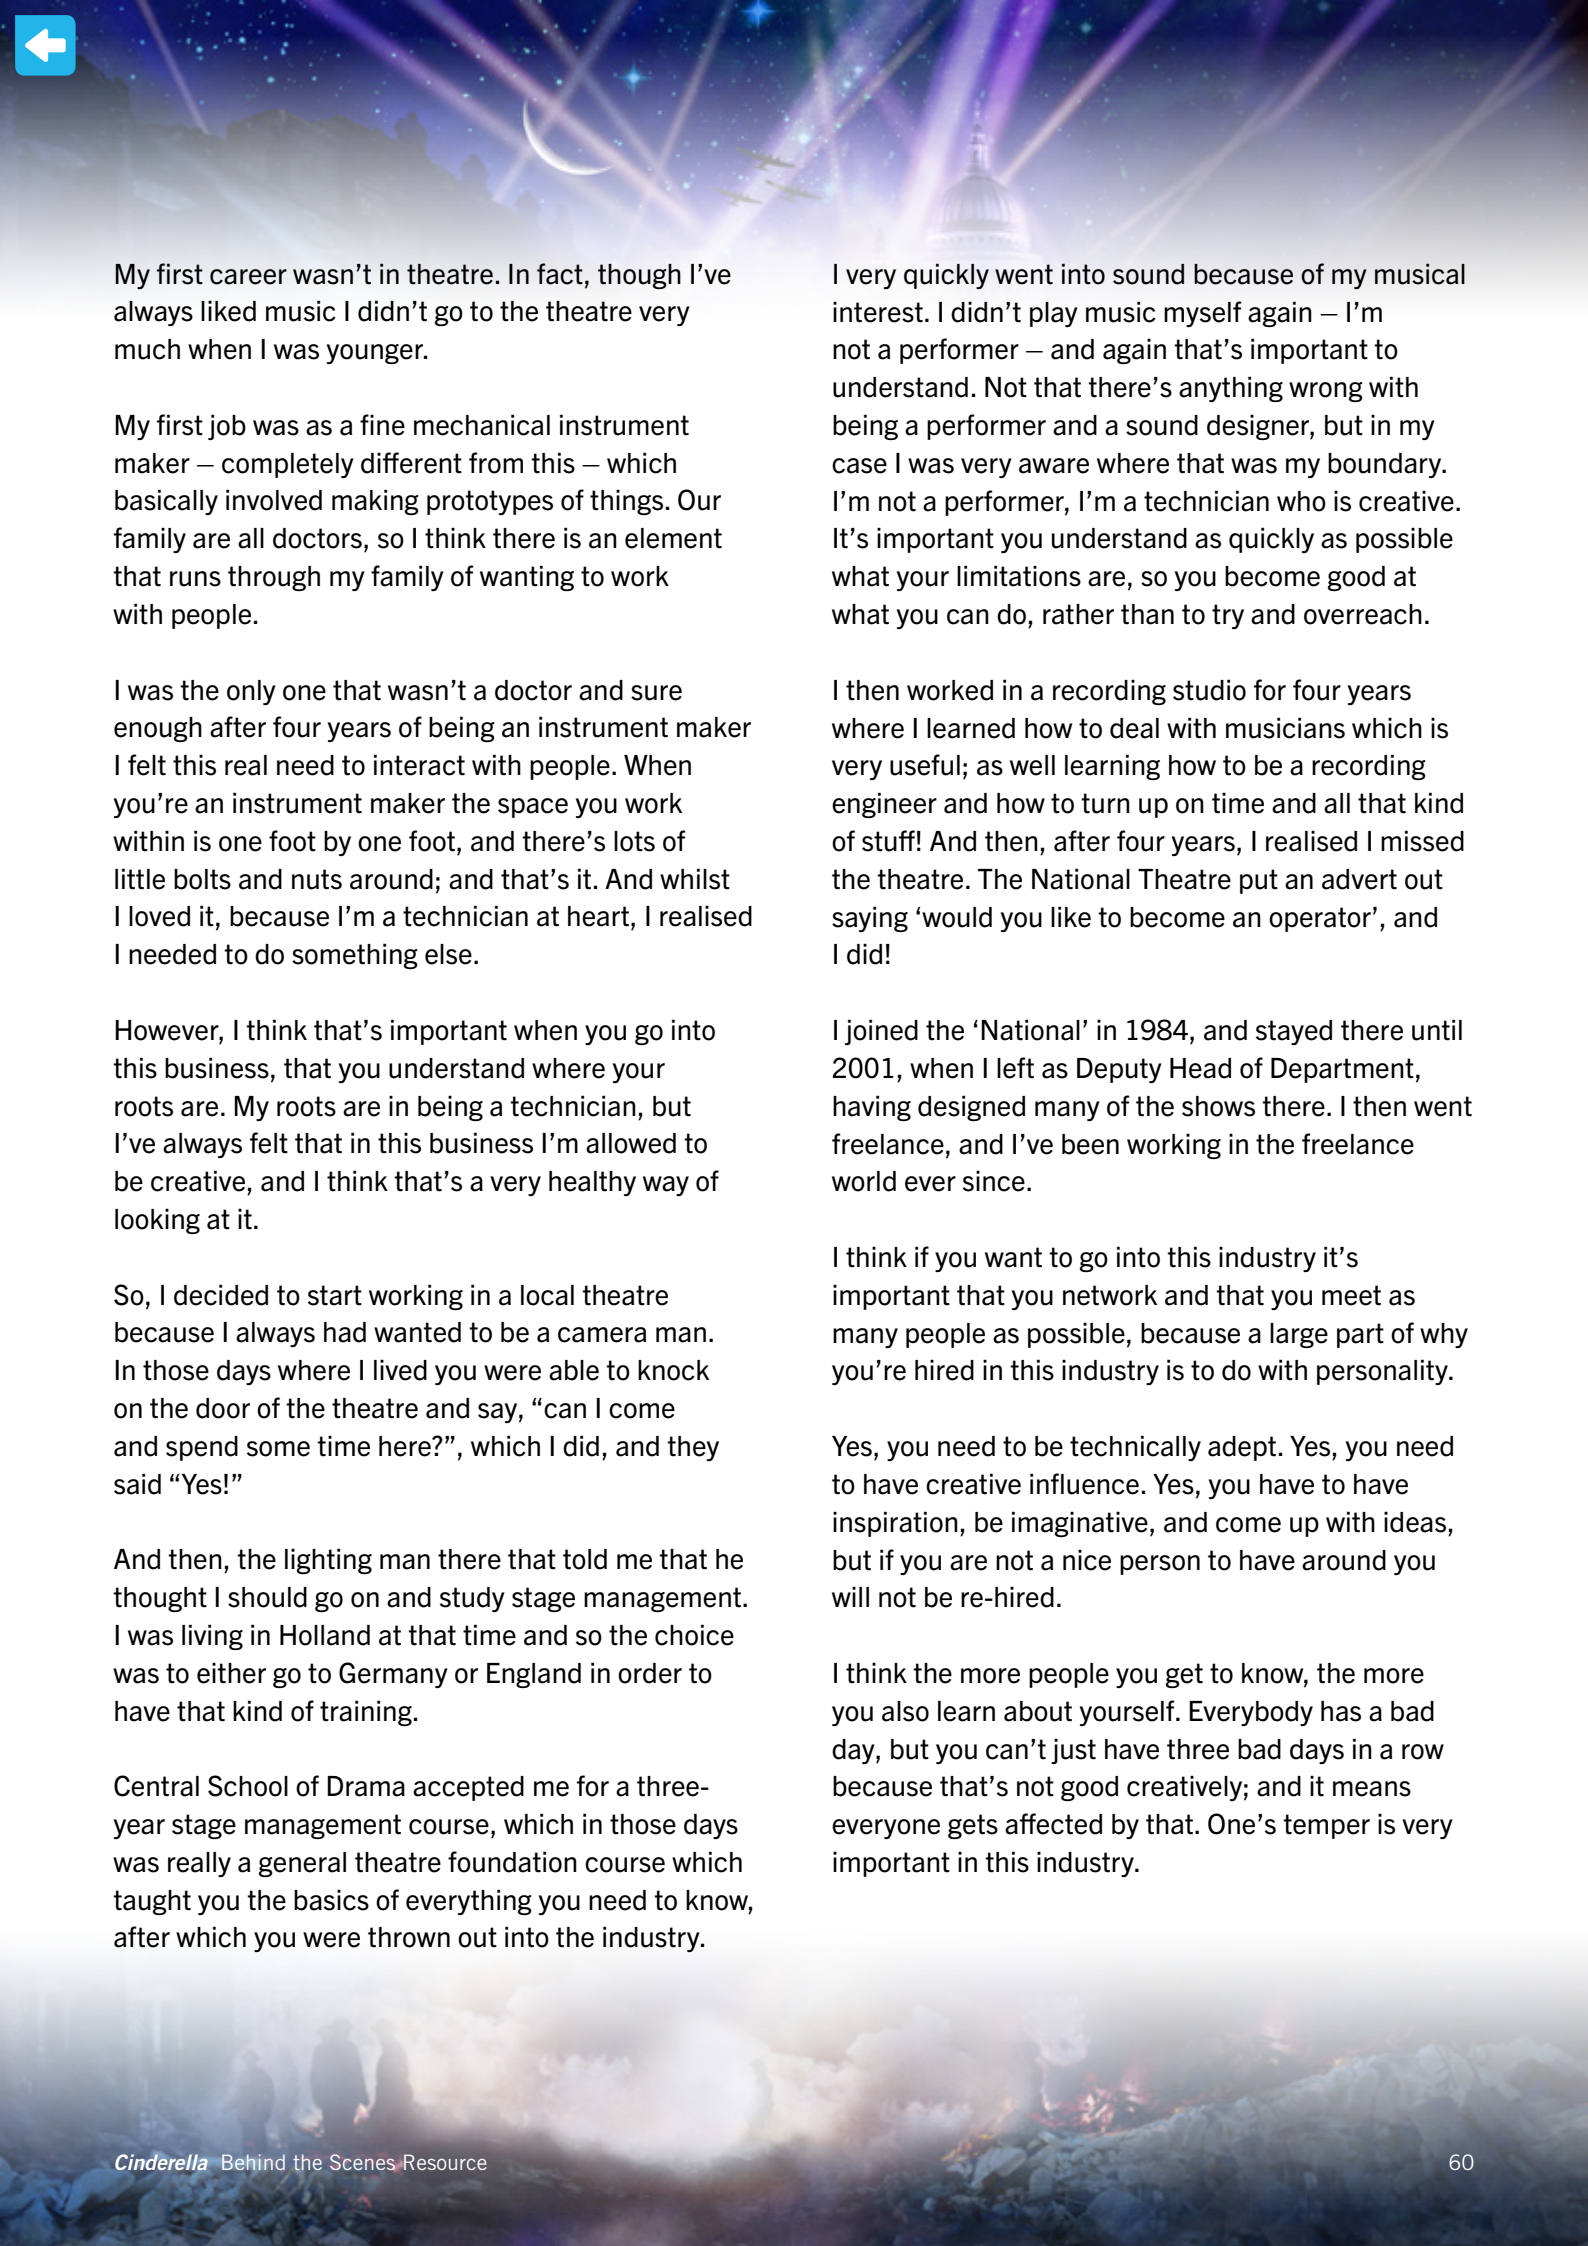 My first career wasn’t in theatre. In fact, though I’ve
always liked music I didn’t go to the theatre very
much when I was younger.
My first job was as a fine mechanical instrument
maker – completely different from this – which
basically involved making prototypes of things. Our
family are all doctors, so I think there is an element
that runs through my family of wanting to work
with people.
I was the only one that wasn’t a doctor and sure
enough after four years of being an instrument maker
I felt this real need to interact with people. When
you’re an instrument maker the space you work
within is one foot by one foot, and there’s lots of
little bolts and nuts around; and that’s it. And whilst
I loved it, because I’m a technician at heart, I realised
I needed to do something else.
However, I think that’s important when you go into
this business, that you understand where your
roots are. My roots are in being a technician, but
I’ve always felt that in this business I’m allowed to
be creative, and I think that’s a very healthy way of
looking at it.
So, I decided to start working in a local theatre
because I always had wanted to be a camera man.
In those days where I lived you were able to knock
on the door of the theatre and say, “can I come
and spend some time here?”, which I did, and they
said “Yes!”
And then, the lighting man there that told me that he
thought I should go on and study stage management.
I was living in Holland at that time and so the choice
was to either go to Germany or England in order to
have that kind of training.
Central School of Drama accepted me for a three-
year stage management course, which in those days
was really a general theatre foundation course which
taught you the basics of everything you need to know,
after which you were thrown out into the industry.
I very quickly went into sound because of my musical
interest. I didn’t play music myself again – I’m
not a performer – and again that’s important to
understand. Not that there’s anything wrong with
being a performer and a sound designer, but in my
case I was very aware where that was my boundary.
I’m not a performer, I’m a technician who is creative.
It’s important you understand as quickly as possible
what your limitations are, so you become good at
what you can do, rather than to try and overreach.
I then worked in a recording studio for four years
where I learned how to deal with musicians which is
very useful; as well learning how to be a recording
engineer and how to turn up on time and all that kind
of stuff! And then, after four years, I realised I missed
the theatre. The National Theatre put an advert out
saying ‘would you like to become an operator’, and
I did!
I joined the ‘National’ in 1984, and stayed there until
2001, when I left as Deputy Head of Department,
having designed many of the shows there. I then went
freelance, and I’ve been working in the freelance
world ever since.
I think if you want to go into this industry it’s
important that you network and that you meet as
many people as possible, because a large part of why
you’re hired in this industry is to do with personality.
Yes, you need to be technically adept. Yes, you need
to have creative influence. Yes, you have to have
inspiration, be imaginative, and come up with ideas,
but if you are not a nice person to have around you
will not be re-hired.
I think the more people you get to know, the more
you also learn about yourself. Everybody has a bad
day, but you can’t just have three bad days in a row
because that’s not good creatively; and it means
everyone gets affected by that. One’s temper is very
important in this industry.
Cinderella Behind the Scenes Resource
60